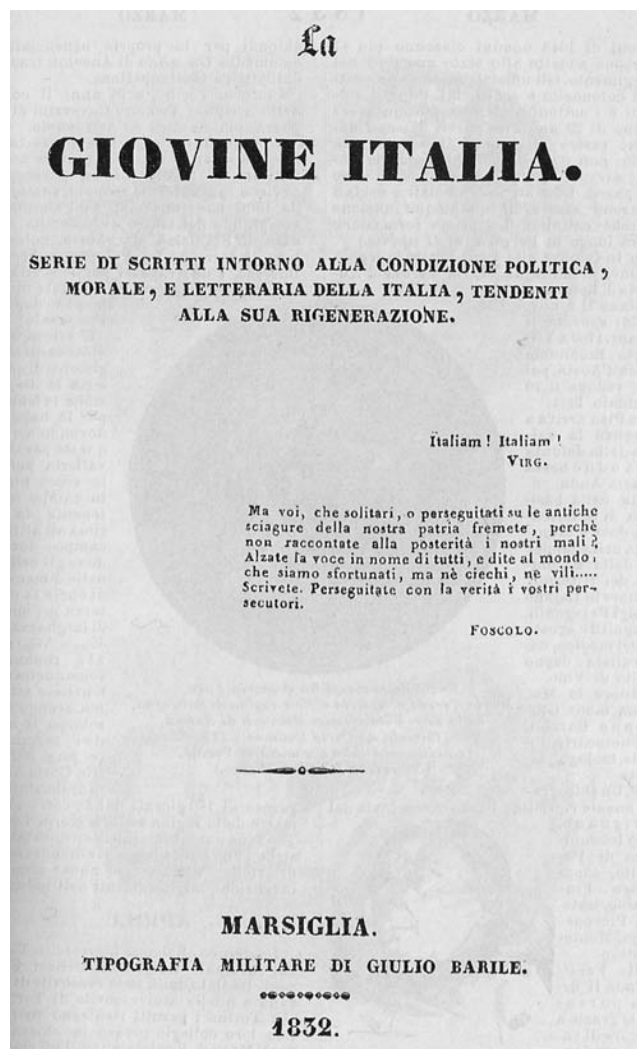 La
GIOVINE ITALIA.
SERIE DI SCRITTI INTORNO ALLA CONDIZIONE POLITICA,
MORALE, E LETTERARIA DELLA ITALIA, TENDENTI
ALLA SUA RIGENERAZIONE.
Italiam! Italiam!
VIRG.
Ma voi, che solitari, o perseguitati su le antiche
sciagure della nostra patria fremete, perchè
non raccontate alla posterità i nostri mali?
Alzate la voce in nome di tutti, e dite al mondo,
che siamo sfortunati, ma nè ciechi, ne vili.....
Scrivete. Perseguitate con la verità i vostri per-
secutori.
FOSCOLO.
MARSIGLIA.
TIPOGRAFIA MILITARE DI GIULIO BARILE.
1832.